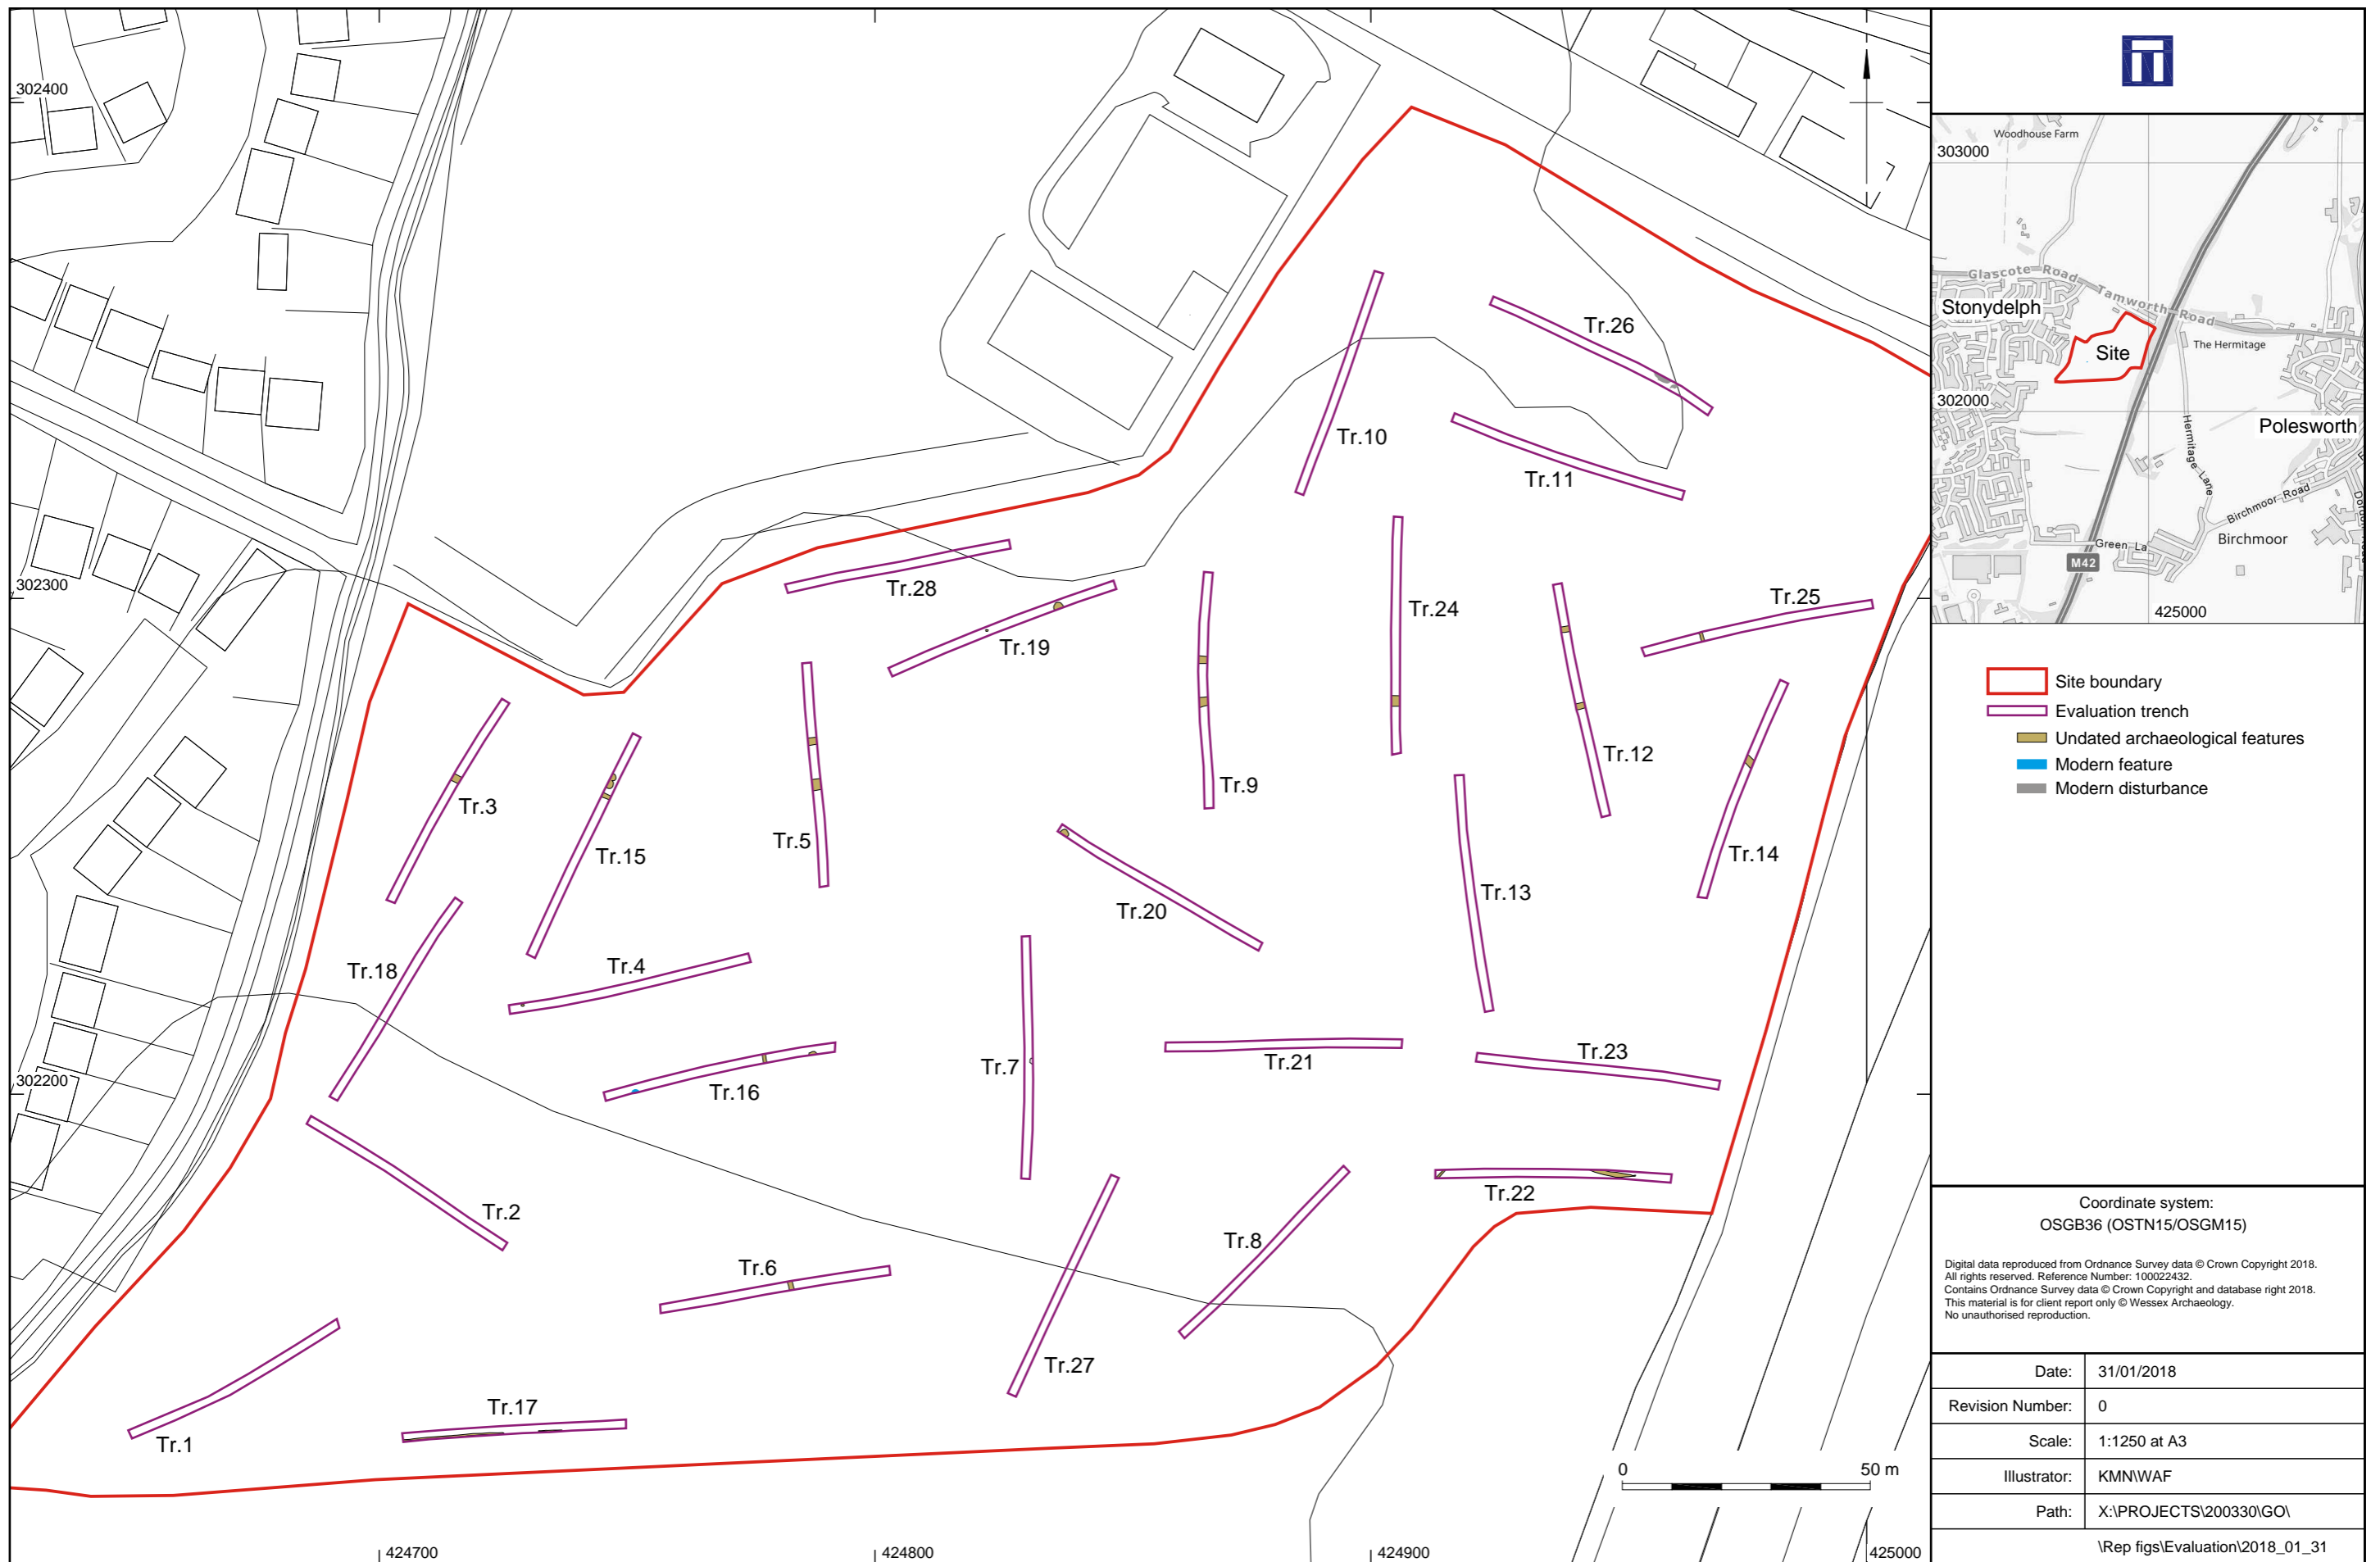 302400
302300
302200
424700
424800
424900
425000
Tr.26
Tr.10
Tr.11
Tr.28
Tr.24
Tr.25
Tr.19
Tr.12
Tr.3
Tr.9
Tr.5
Tr.15
Tr.14
Tr.13
Tr.20
Tr.18
Tr.4
Tr.16
Tr.7
Tr.21
Tr.23
Tr.2
Tr.22
Tr.8
Tr.6
Tr.27
Tr.17
Tr.1
0 50 m
Woodhouse Farm
303000
Glascote Road
Tamworth Road
Stonydelph
Site
The Hermitage
302000
Polesworth
Hermitage Lane
Birchmoor Road
Green La
Birchmoor
M42
425000
Site boundary
Evaluation trench
Undated archaeological features
Modern feature
Modern disturbance
Coordinate system:
OSGB36 (OSTN15/OSGM15)
Digital data reproduced from Ordnance Survey data © Crown Copyright 2018.
All rights reserved. Reference Number: 100022432.
Contains Ordnance Survey data © Crown Copyright and database right 2018.
This material is for client report only © Wessex Archaeology.
No unauthorised reproduction.
Date: 31/01/2018
Revision Number: 0
Scale: 1:1250 at A3
Illustrator: KMN\WAF
Path: X:\PROJECTS\200330\GO\
\Rep figs\Evaluation\2018_01_31